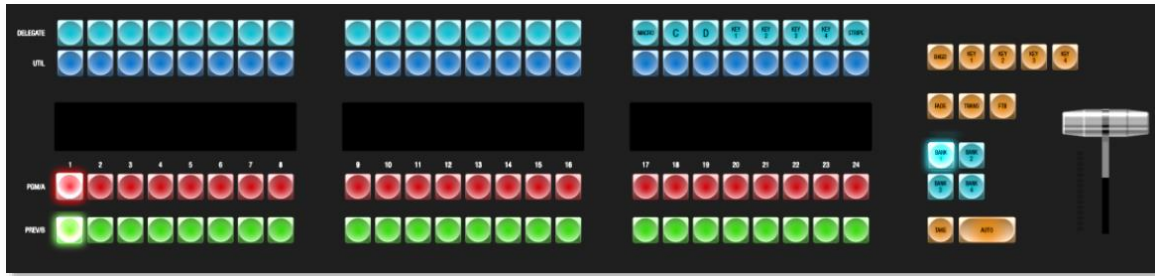 DELEGATE MACRO C D KEY 1 KEY 2 KEY 3 KEY 4 STRIPE
UTIL
BKGD KEY 1 KEY 2 KEY 3 KEY 4
FADE TRANS FTB
1 2 3 4 5 6 7 8 9 10 11 12 13 14 15 16 17 18 19 20 21 22 23 24
BANK 1 BANK 2
PGM/A
BANK 3 BANK 4
PREV/B
TAKE AUTO